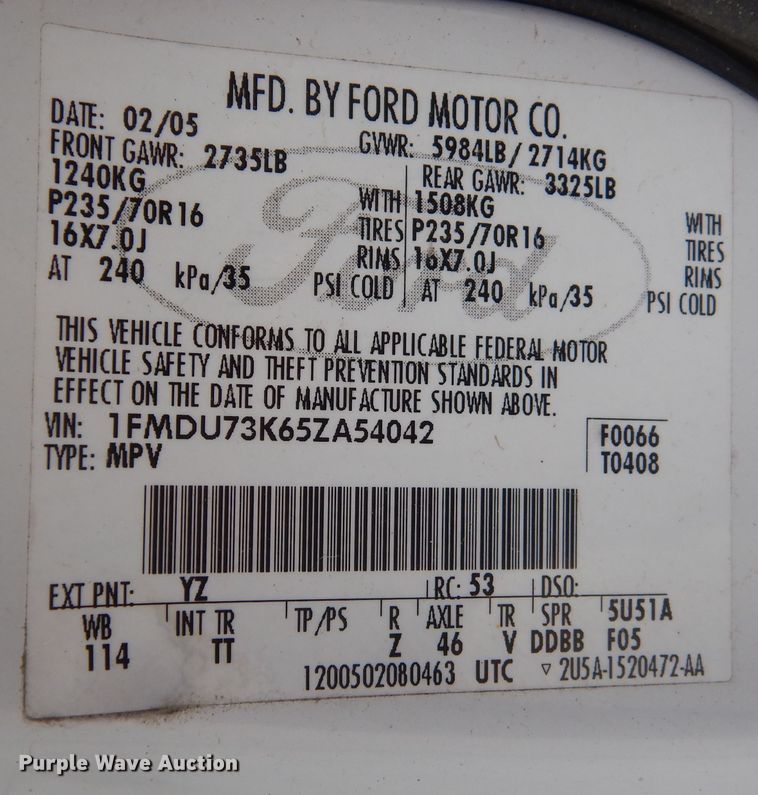 MFD. BY FORD MOTOR CO.
DATE: 02/05 GVWR: 5984LB/2714KG
FRONT GAWR: 2735LB REAR GAWR: 3325LB
1240KG WITH 1508KG WITH
P235/70R16 TIRES P235/70R16 TIRES
16X7.0J RIMS 16X7.0J RIMS
AT 240 kPa/35 PSI COLD AT 240 kPa/35 PSI COLD
Ford
THIS VEHICLE CONFORMS TO ALL APPLICABLE FEDERAL MOTOR
VEHICLE SAFETY AND THEFT PREVENTION STANDARDS IN
EFFECT ON THE DATE OF MANUFACTURE SHOWN ABOVE.
VIN: 1FMDU73K65ZA54042 F0066
TYPE: MPV T0408
EXT PNT: YZ RC: 53 DSO:
WB INT TR TP/PS R AXLE TR SPR 5U51A
114 TT Z 46 V DDBB F05
1200502080463 UTC ▽ 2U5A-1520472-AA
Purple Wave Auction